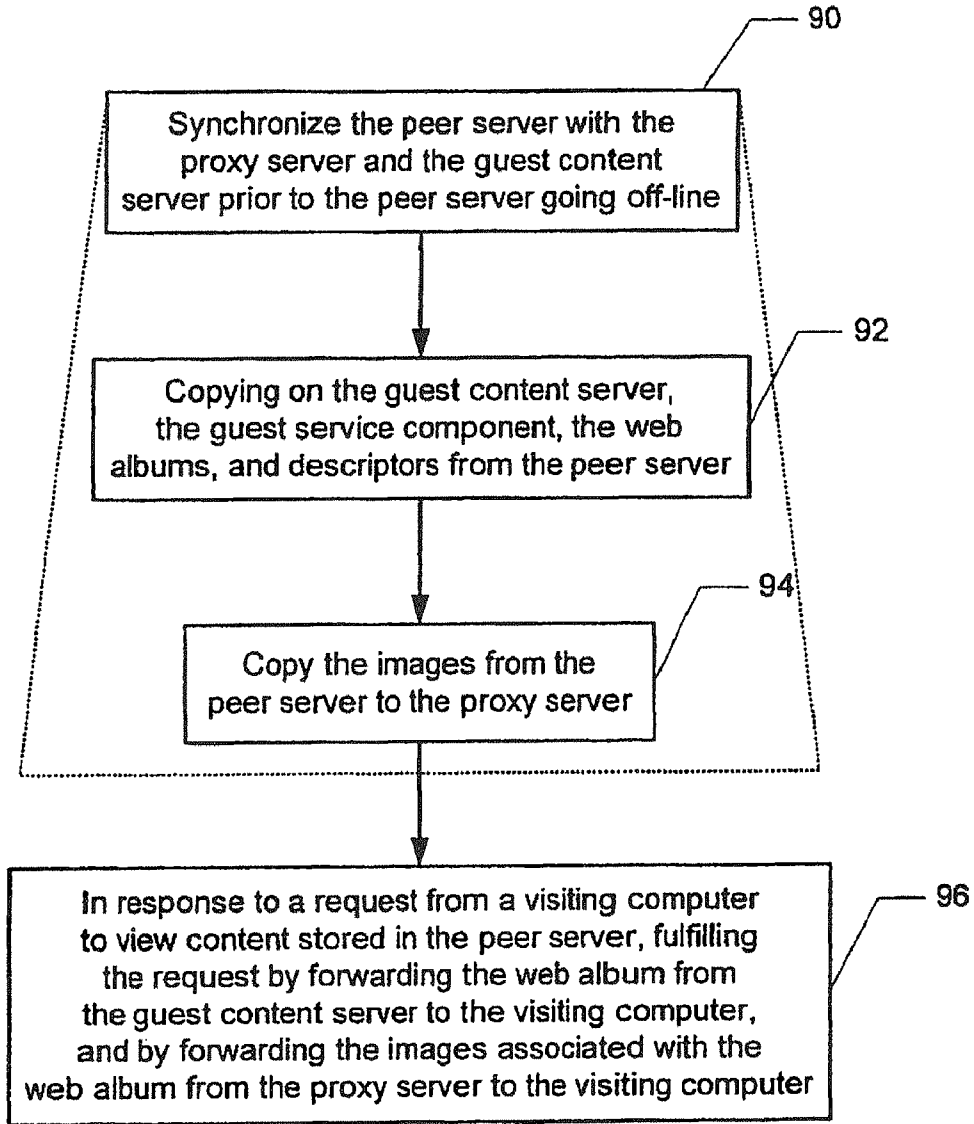 90
Synchronize the peer server with the
proxy server and the guest content
server prior to the peer server going off-line
92
Copying on the guest content server,
the guest service component, the web
albums, and descriptors from the peer server
94
Copy the images from the
peer server to the proxy server
96
In response to a request from a visiting computer
to view content stored in the peer server, fulfilling
the request by forwarding the web album from
the guest content server to the visiting computer,
and by forwarding the images associated with the
web album from the proxy server to the visiting computer